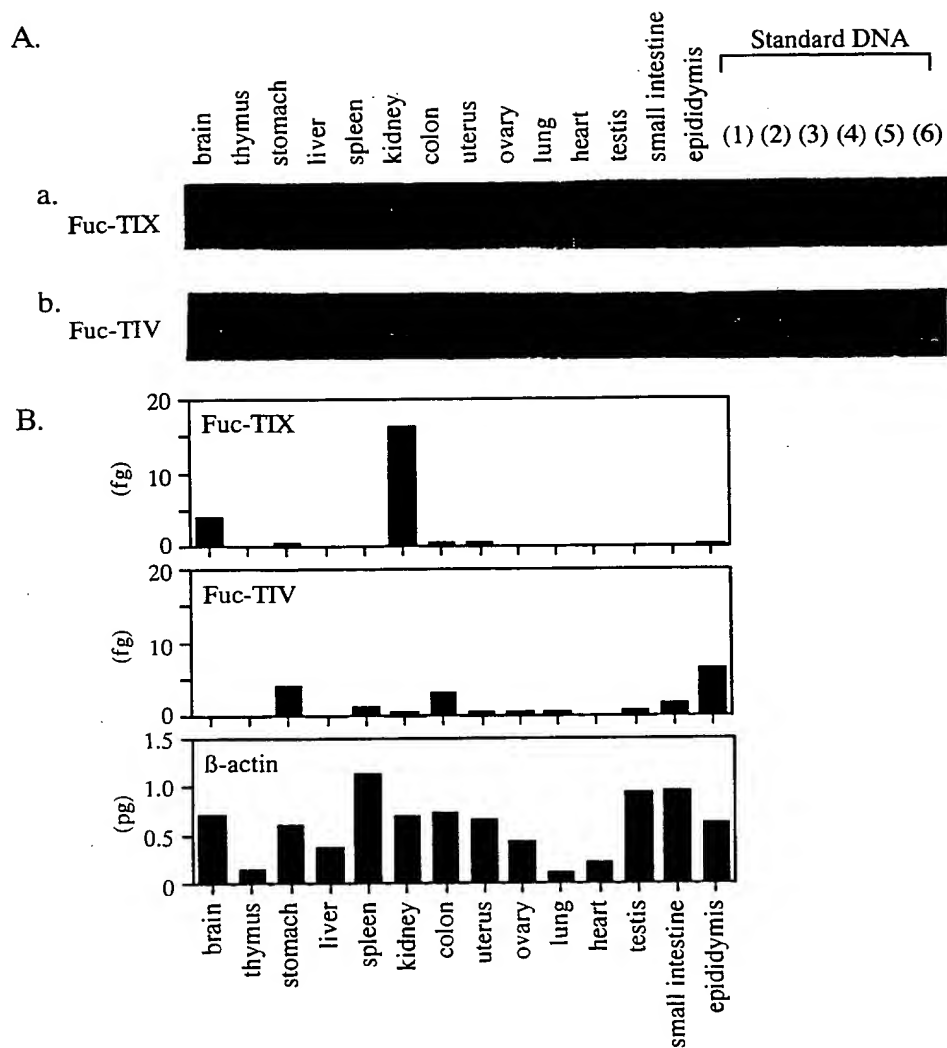 A.
Standard DNA
brain
thymus
stomach
liver
spleen
kidney
colon
uterus
ovary
lung
heart
testis
small intestine
epididymis
(1) (2) (3) (4) (5) (6)
a.
Fuc-TIX
b.
Fuc-TIV
B.
20
Fuc-TIX
(fg)
10
0
20
Fuc-TIV
(fg)
10
0
1.5
ß-actin
1.0
(pg)
0.5
0
brain
thymus
stomach
liver
spleen
kidney
colon
uterus
ovary
lung
heart
testis
small intestine
epididymis